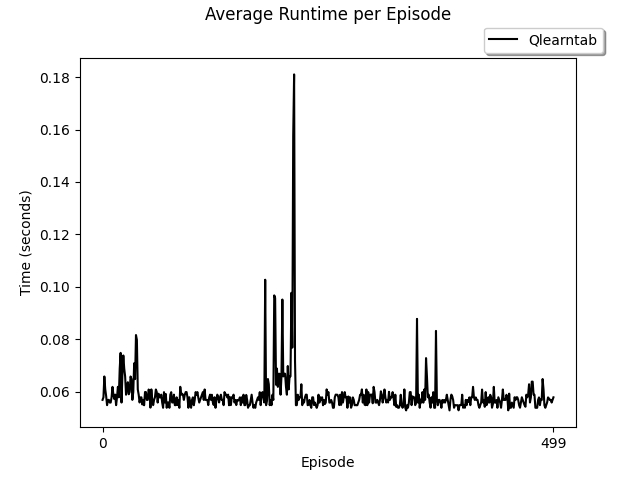 Average Runtime per Episode
Qlearntab
0.18
0.16
0.14
0.12
0.10
0.08
0.06
Time (seconds)
0
499
Episode